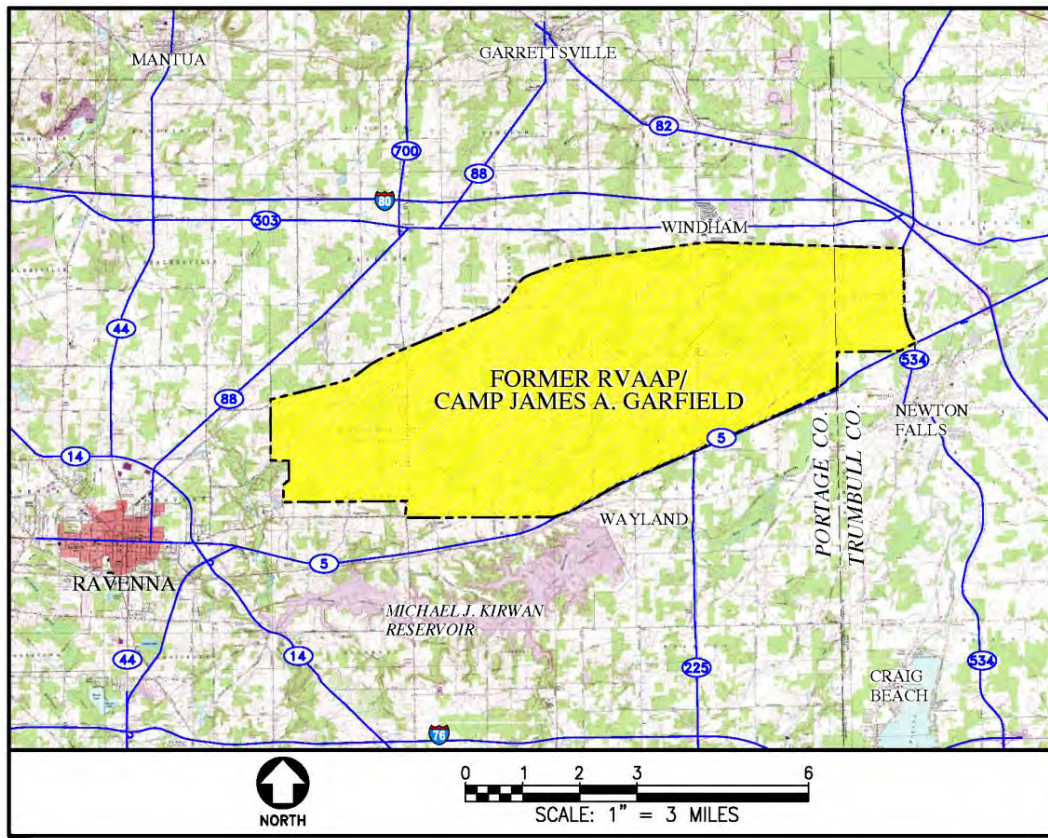 MANTUA
GARRETTSVILLE
82
700
88
80
303
WINDHAM
44
534
FORMER RVAAP/
CAMP JAMES A. GARFIELD
88
NEWTON
FALLS
5
14
PORTAGE CO.
TRUMBULL CO.
WAYLAND
5
RAVENNA
MICHAEL J. KIRWAN
RESERVOIR
44
14
225
534
CRAIG
BEACH
76
NORTH
0 1 2 3 6
SCALE: 1" = 3 MILES